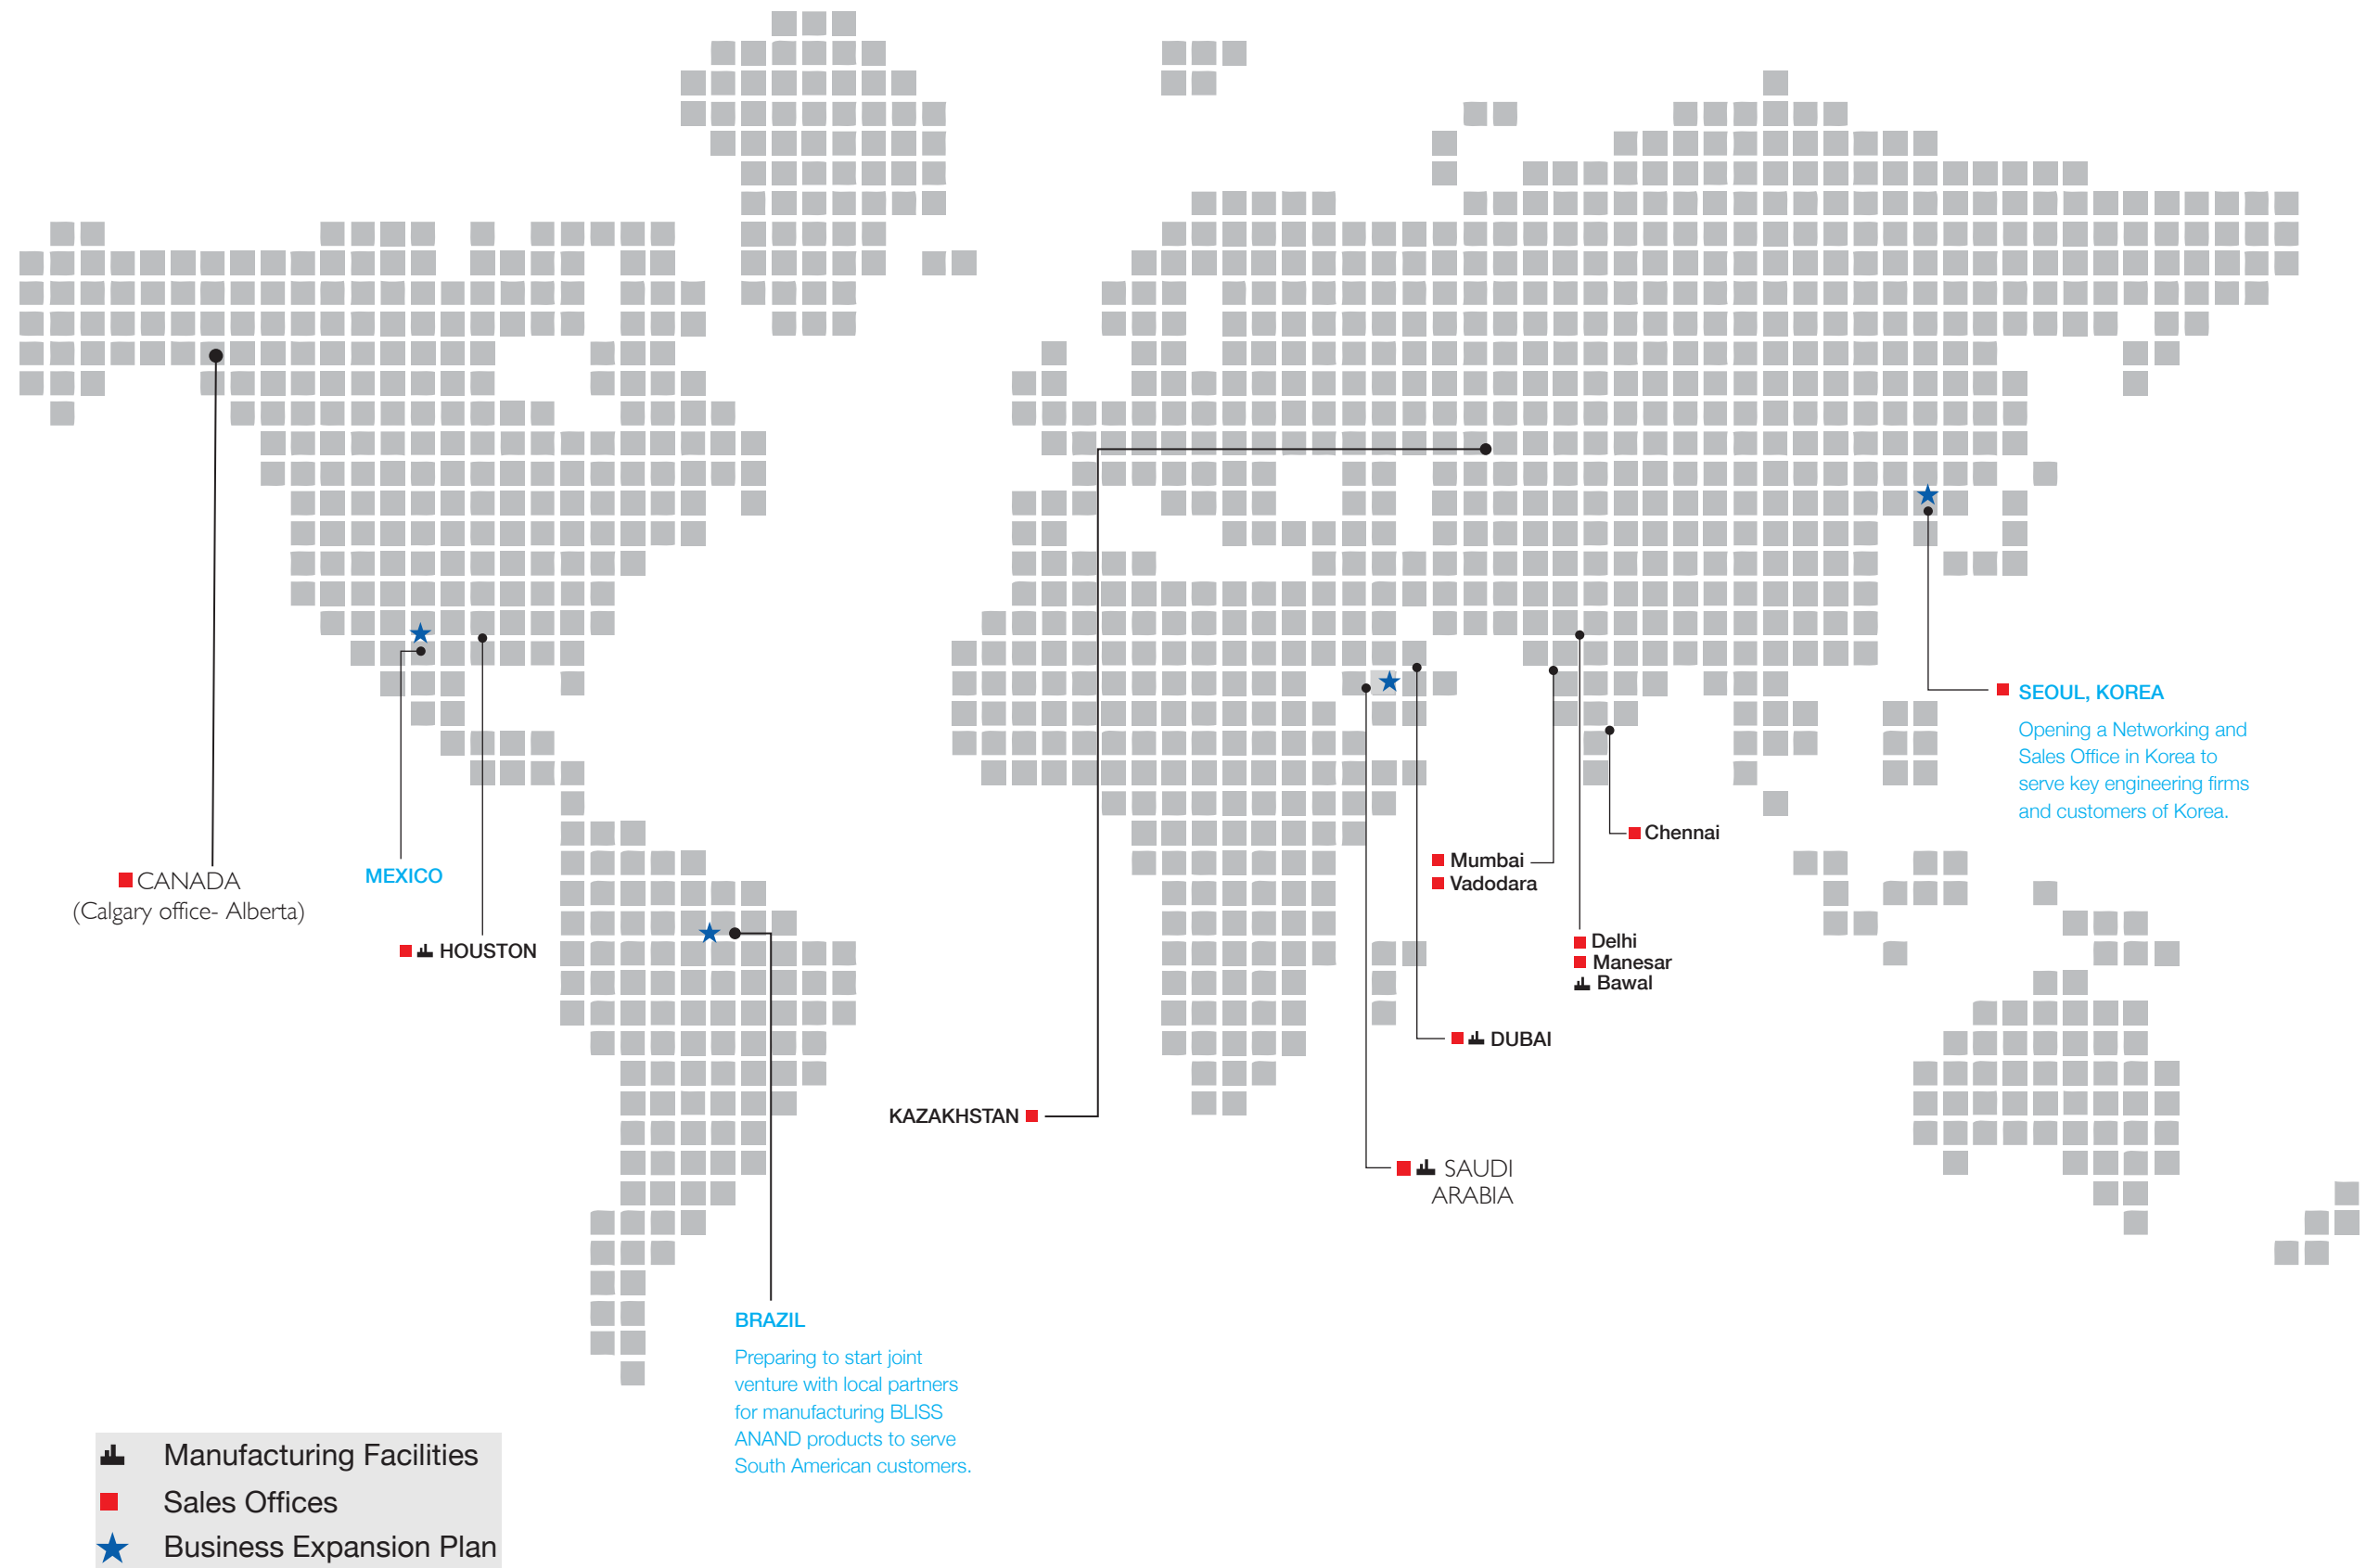 SEOUL, KOREA
Opening a Networking and
Sales Office in Korea to
serve key engineering firms
and customers of Korea.
Chennai
Mumbai
Vadodara
CANADA
(Calgary office- Alberta)
MEXICO
HOUSTON
Delhi
Manesar
Bawal
DUBAI
KAZAKHSTAN
SAUDI
ARABIA
BRAZIL
Preparing to start joint
venture with local partners
for manufacturing BLISS
ANAND products to serve
South American customers.
Manufacturing Facilities
Sales Offices
Business Expansion Plan